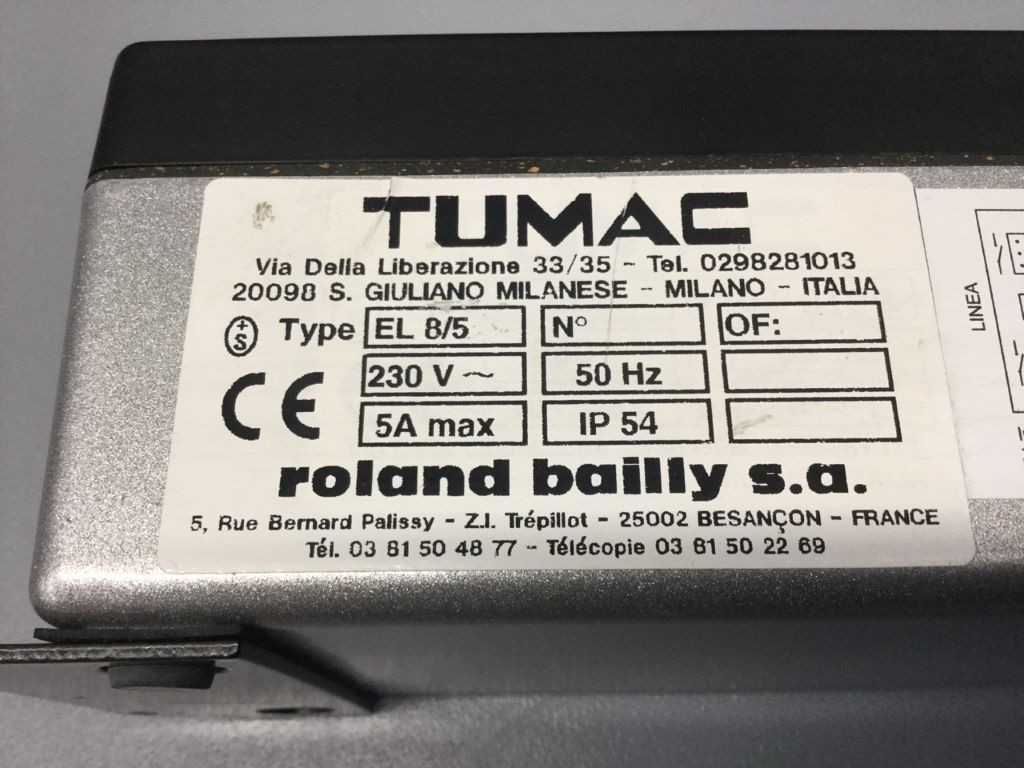 TUMAC
Via Della Liberazione 33/35 - Tel. 0298281013
20098 S. GIULIANO MILANESE - MILANO - ITALIA
+S Type EL 8/5 N° OF:
CE 230 V ~ 50 Hz
5A max IP 54
roland bailly s.a.
5, Rue Bernard Palissy - Z.I. Trépillot - 25002 BESANÇON - FRANCE
Tél. 03 81 50 48 77 - Télécopie 03 81 50 22 69
LINEA